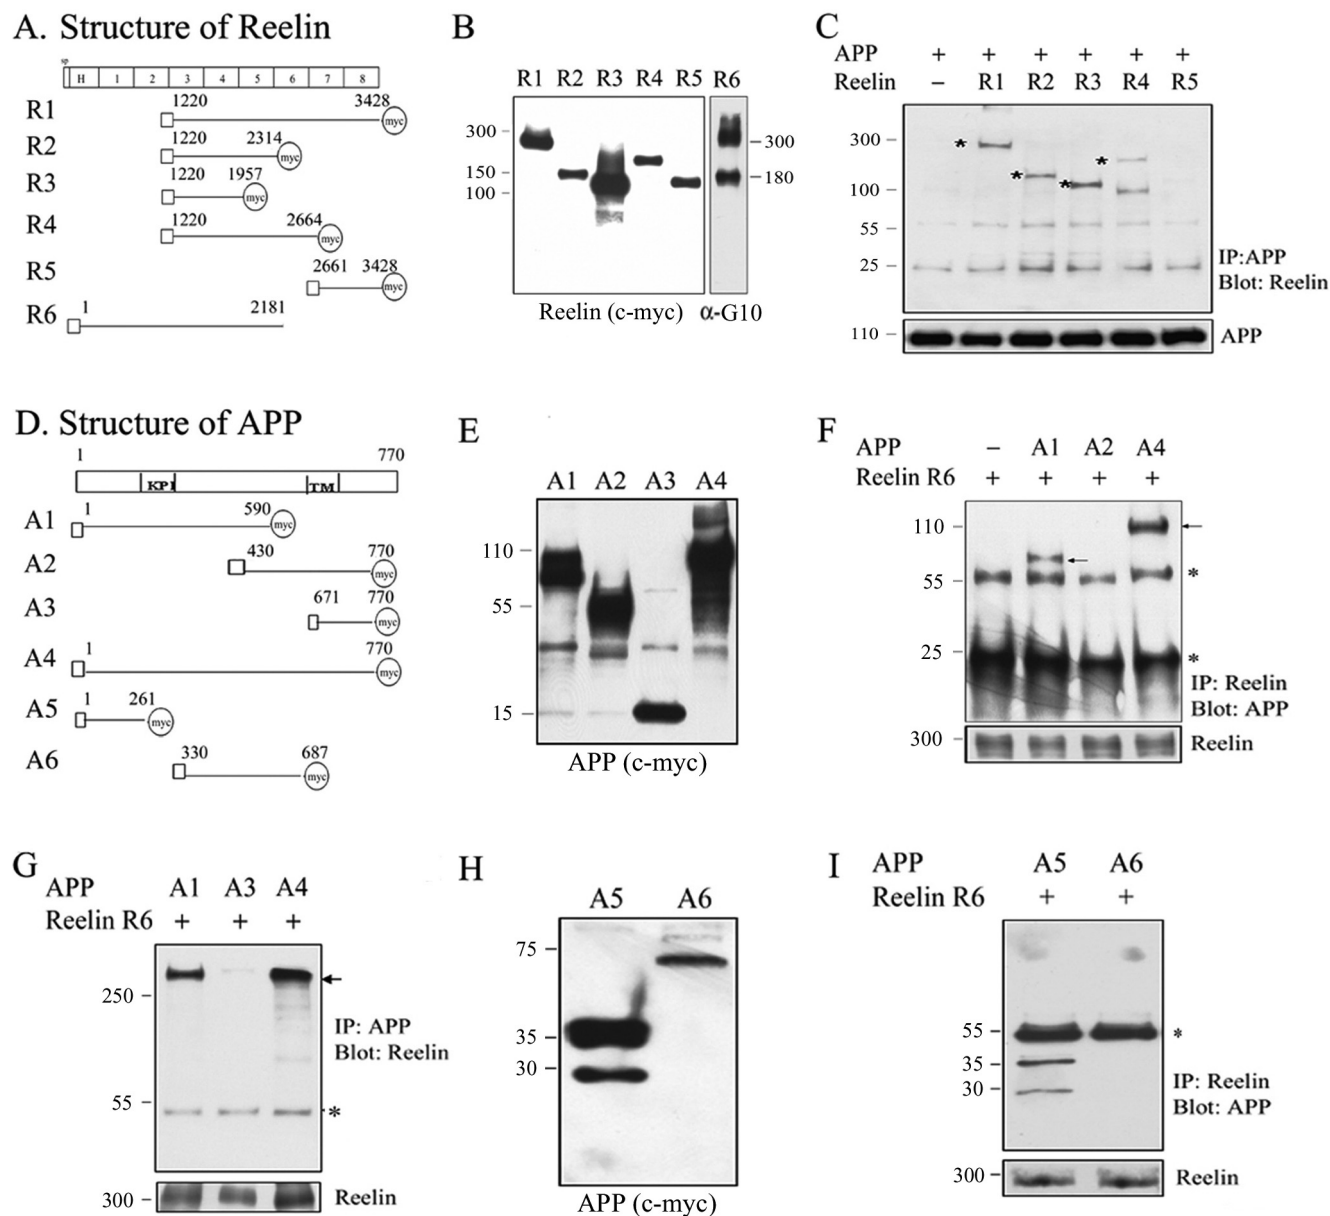 A. Structure of Reelin
sp H 1 2 3 4 5 6 7 8
R1 1220 3428 myc
R2 1220 2314 myc
R3 1220 1957 myc
R4 1220 2664 myc
R5 2661 3428 myc
R6 1 2181
B
R1 R2 R3 R4 R5 R6
300
150
100
300
180
Reelin (c-myc) α-G10
C
APP + + + + + +
Reelin – R1 R2 R3 R4 R5
300
100
55
25
* * * *
IP:APP
Blot: Reelin
110 APP
D. Structure of APP
1 770
KPI TM
A1 1 590 myc
A2 430 770 myc
A3 671 770 myc
A4 1 770 myc
A5 1 261 myc
A6 330 687 myc
E
A1 A2 A3 A4
110
55
15
APP (c-myc)
F
APP – A1 A2 A4
Reelin R6 + + + +
110
55 *
25 *
IP: Reelin
Blot: APP
300 Reelin
G
APP A1 A3 A4
Reelin R6 + + +
250
IP: APP
Blot: Reelin
55 *
300 Reelin
H
A5 A6
75
35
30
APP (c-myc)
I
APP A5 A6
Reelin R6 + +
55 *
35
30
IP: Reelin
Blot: APP
300 Reelin